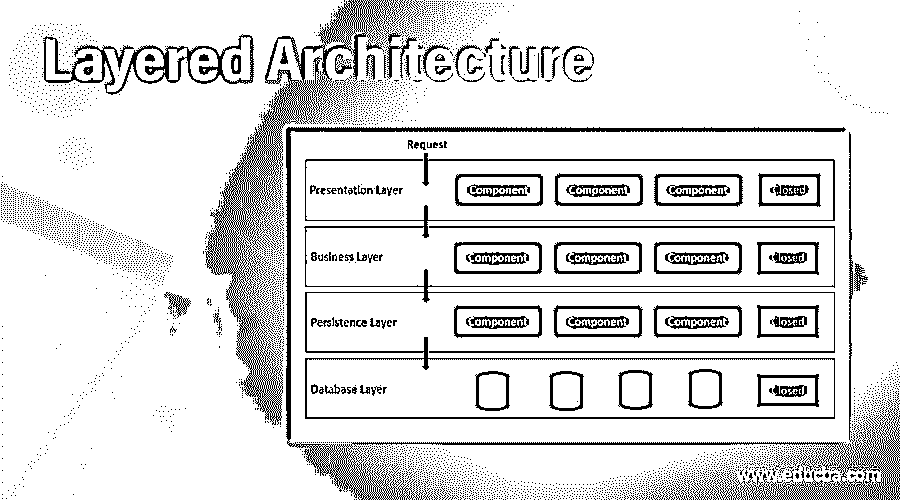 Layered Architecture
Request
Presentation Layer Component Component Component Closed
Business Layer Component Component Component Closed
Persistence Layer Component Component Component Closed
Database Layer Closed
www.educba.com